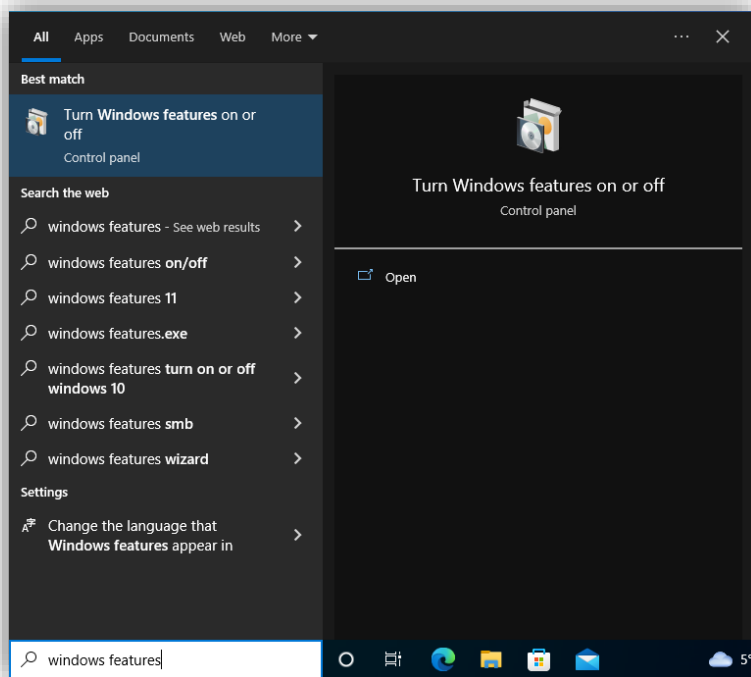 All Apps Documents Web More
Best match
Turn Windows features on or
off
Control panel
Search the web
windows features - See web results
windows features on/off
windows features 11
windows features.exe
windows features turn on or off
windows 10
windows features smb
windows features wizard
Settings
Change the language that
Windows features appear in
windows features
Turn Windows features on or off
Control panel
Open
5°